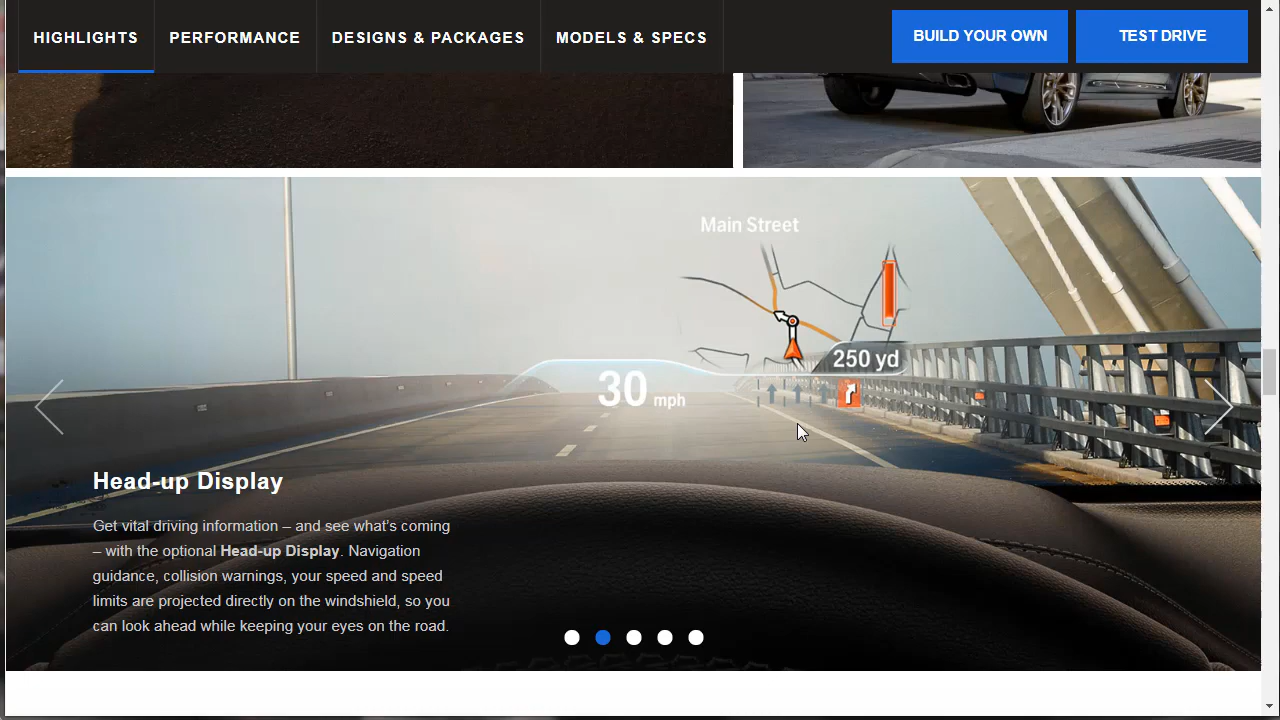 HIGHLIGHTS
PERFORMANCE
DESIGNS & PACKAGES
MODELS & SPECS
BUILD YOUR OWN
TEST DRIVE
Main Street
250 yd
30 mph
Head-up Display
Get vital driving information – and see what's coming
– with the optional Head-up Display. Navigation
guidance, collision warnings, your speed and speed
limits are projected directly on the windshield, so you
can look ahead while keeping your eyes on the road.